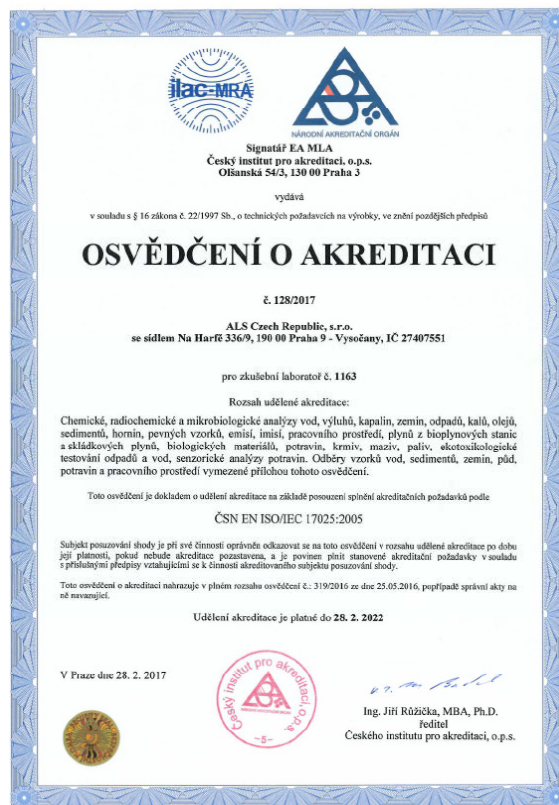 ilac-MRA
NÁRODNÍ AKREDITAČNÍ ORGÁN
Signatář EA MLA
Český institut pro akreditaci, o.p.s.
Olšanská 54/3, 130 00 Praha 3
vydává
v souladu s § 16 zákona č. 22/1997 Sb., o technických požadavcích na výrobky, ve znění pozdějších předpisů
OSVĚDČENÍ O AKREDITACI
č. 128/2017
ALS Czech Republic, s.r.o.
se sídlem Na Harfě 336/9, 190 00 Praha 9 - Vysočany, IČ 27407551
pro zkušební laboratoř č. 1163
Rozsah udělené akreditace:
Chemické, radiochemické a mikrobiologické analýzy vod, výluhů, kapalin, zemin, odpadů, kalů, olejů,
sedimentů, hornin, pevných vzorků, emisí, imisí, pracovního prostředí, plynů z bioplynových stanic
a skládkových plynů, biologických materiálů, potravin, krmiv, maziv, paliv, ekotoxikologické
testování odpadů a vod, senzorické analýzy potravin. Odběry vzorků vod, sedimentů, zemin, půd,
potravin a pracovního prostředí vymezené přílohou tohoto osvědčení.
Toto osvědčení je dokladem o udělení akreditace na základě posouzení splnění akreditačních požadavků podle
ČSN EN ISO/IEC 17025:2005
Subjekt posuzování shody je při své činnosti oprávněn odkazovat se na toto osvědčení v rozsahu udělené akreditace po dobu
její platnosti, pokud nebude akreditace pozastavena, a je povinen plnit stanovené akreditační požadavky v souladu
s příslušnými předpisy vztahujícími se k činnosti akreditovaného subjektu posuzování shody.
Toto osvědčení o akreditaci nahrazuje v plném rozsahu osvědčení č.: 319/2016 ze dne 25.05.2016, popřípadě správní akty na
ně navazující.
Udělení akreditace je platné do 28. 2. 2022
V Praze dne 28. 2. 2017
Český institut pro akreditaci, o.p.s.
-5-
Ing. Jiří Růžička, MBA, Ph.D.
ředitel
Českého institutu pro akreditaci, o.p.s.